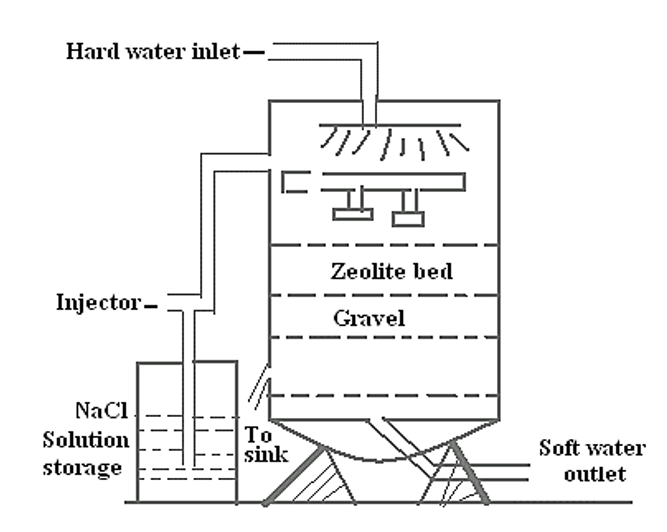 Hard water inlet
Zeolite bed
Injector
Gravel
NaCl
Solution
storage
To
sink
Soft water
outlet